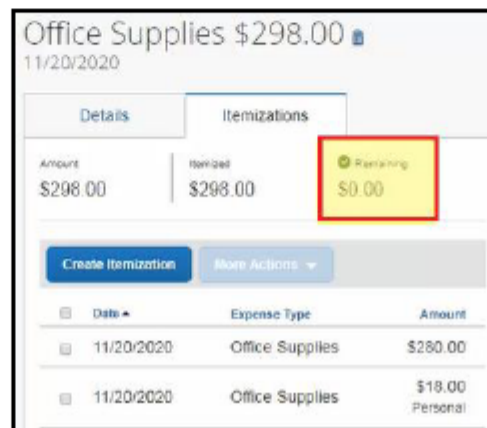 Office Supplies $298.00
11/20/2020
Details Itemizations
Amount Itemized Remaining
$298.00 $298.00 $0.00
Create Itemization More Actions
Date Expense Type Amount
11/20/2020 Office Supplies $280.00
11/20/2020 Office Supplies $18.00
Personal